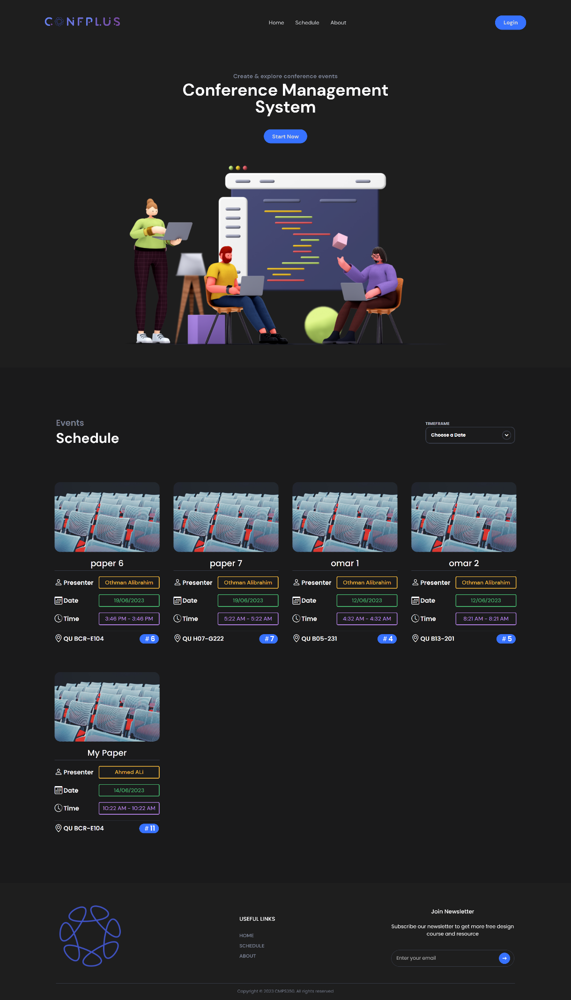 CONFPLUS
Home
Schedule
About
Login
Create & explore conference events
Conference Management
System
Start Now
Events
Schedule
TIMEFRAME
Choose a Date
paper 6
Presenter
Othman Alibrahim
Date
19/06/2023
Time
3:46 PM - 3:46 PM
QU BCR-E104
# 6
paper 7
Presenter
Othman Alibrahim
Date
19/06/2023
Time
5:22 AM - 5:22 AM
QU H07-G222
# 7
omar 1
Presenter
Othman Alibrahim
Date
12/06/2023
Time
4:32 AM - 4:32 AM
QU B05-231
# 4
omar 2
Presenter
Othman Alibrahim
Date
12/06/2023
Time
8:21 AM - 8:21 AM
QU B13-201
# 5
My Paper
Presenter
Ahmed ALi
Date
14/06/2023
Time
10:22 AM - 10:22 AM
QU BCR-E104
# 11
USEFUL LINKS
HOME
SCHEDULE
ABOUT
Join Newsletter
Subscribe our newsletter to get more free design
course and resource
Enter your email
Copyright © 2023 CMPS350. All rights reserved